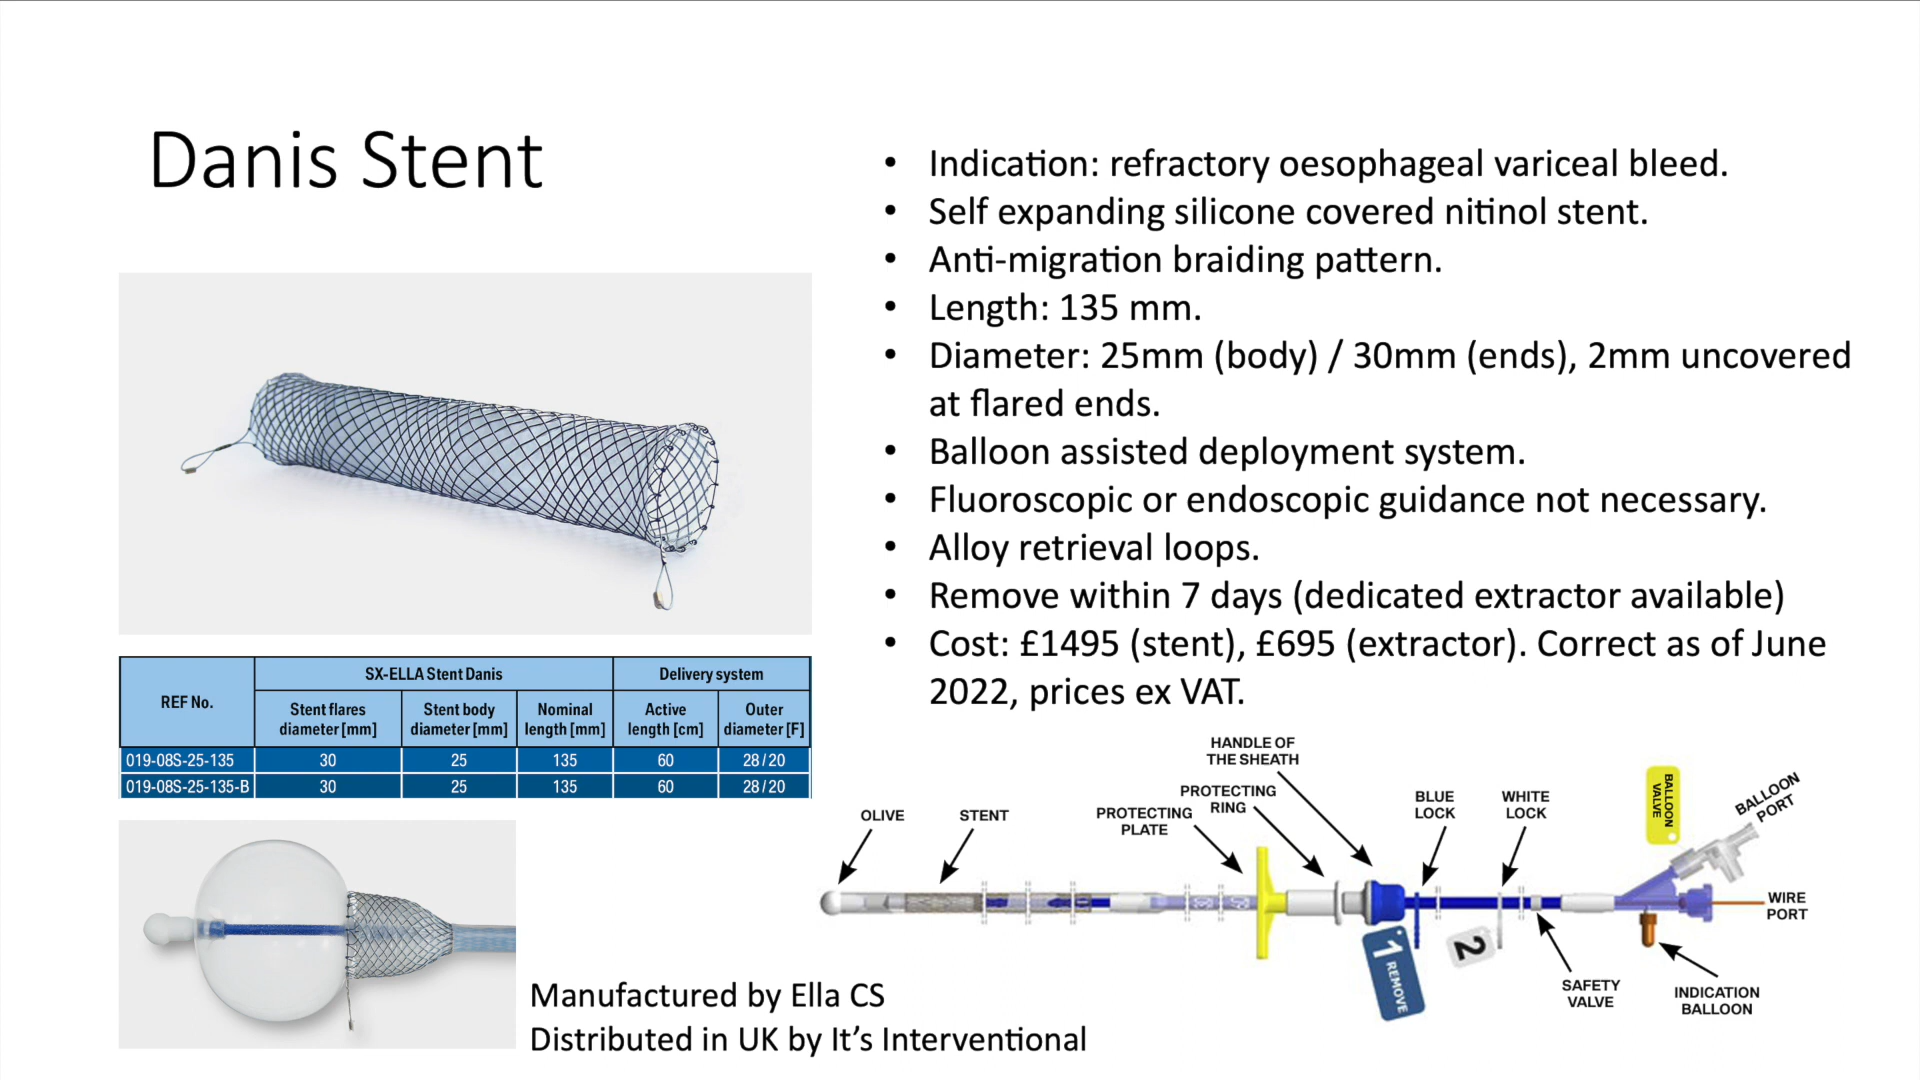 Danis Stent
• Indication: refractory oesophageal variceal bleed.
• Self expanding silicone covered nitinol stent.
• Anti-migration braiding pattern.
• Length: 135 mm.
• Diameter: 25mm (body) / 30mm (ends), 2mm uncovered
at flared ends.
• Balloon assisted deployment system.
• Fluoroscopic or endoscopic guidance not necessary.
• Alloy retrieval loops.
• Remove within 7 days (dedicated extractor available)
• Cost: £1495 (stent), £695 (extractor). Correct as of June
2022, prices ex VAT.
REF No. SX-ELLA Stent Danis Delivery system
Stent flares Stent body Nominal Active Outer
diameter [mm] diameter [mm] length [mm] length [cm] diameter [F]
019-08S-25-135 30 25 135 60 28/20
019-08S-25-135-B 30 25 135 60 28/20
OLIVE
STENT
PROTECTING
PLATE
PROTECTING
RING
HANDLE OF
THE SHEATH
BLUE
LOCK
WHITE
LOCK
BALLOON
VALVE
BALLOON
PORT
WIRE
PORT
1 REMOVE
2
SAFETY
VALVE
INDICATION
BALLOON
Manufactured by Ella CS
Distributed in UK by It's Interventional